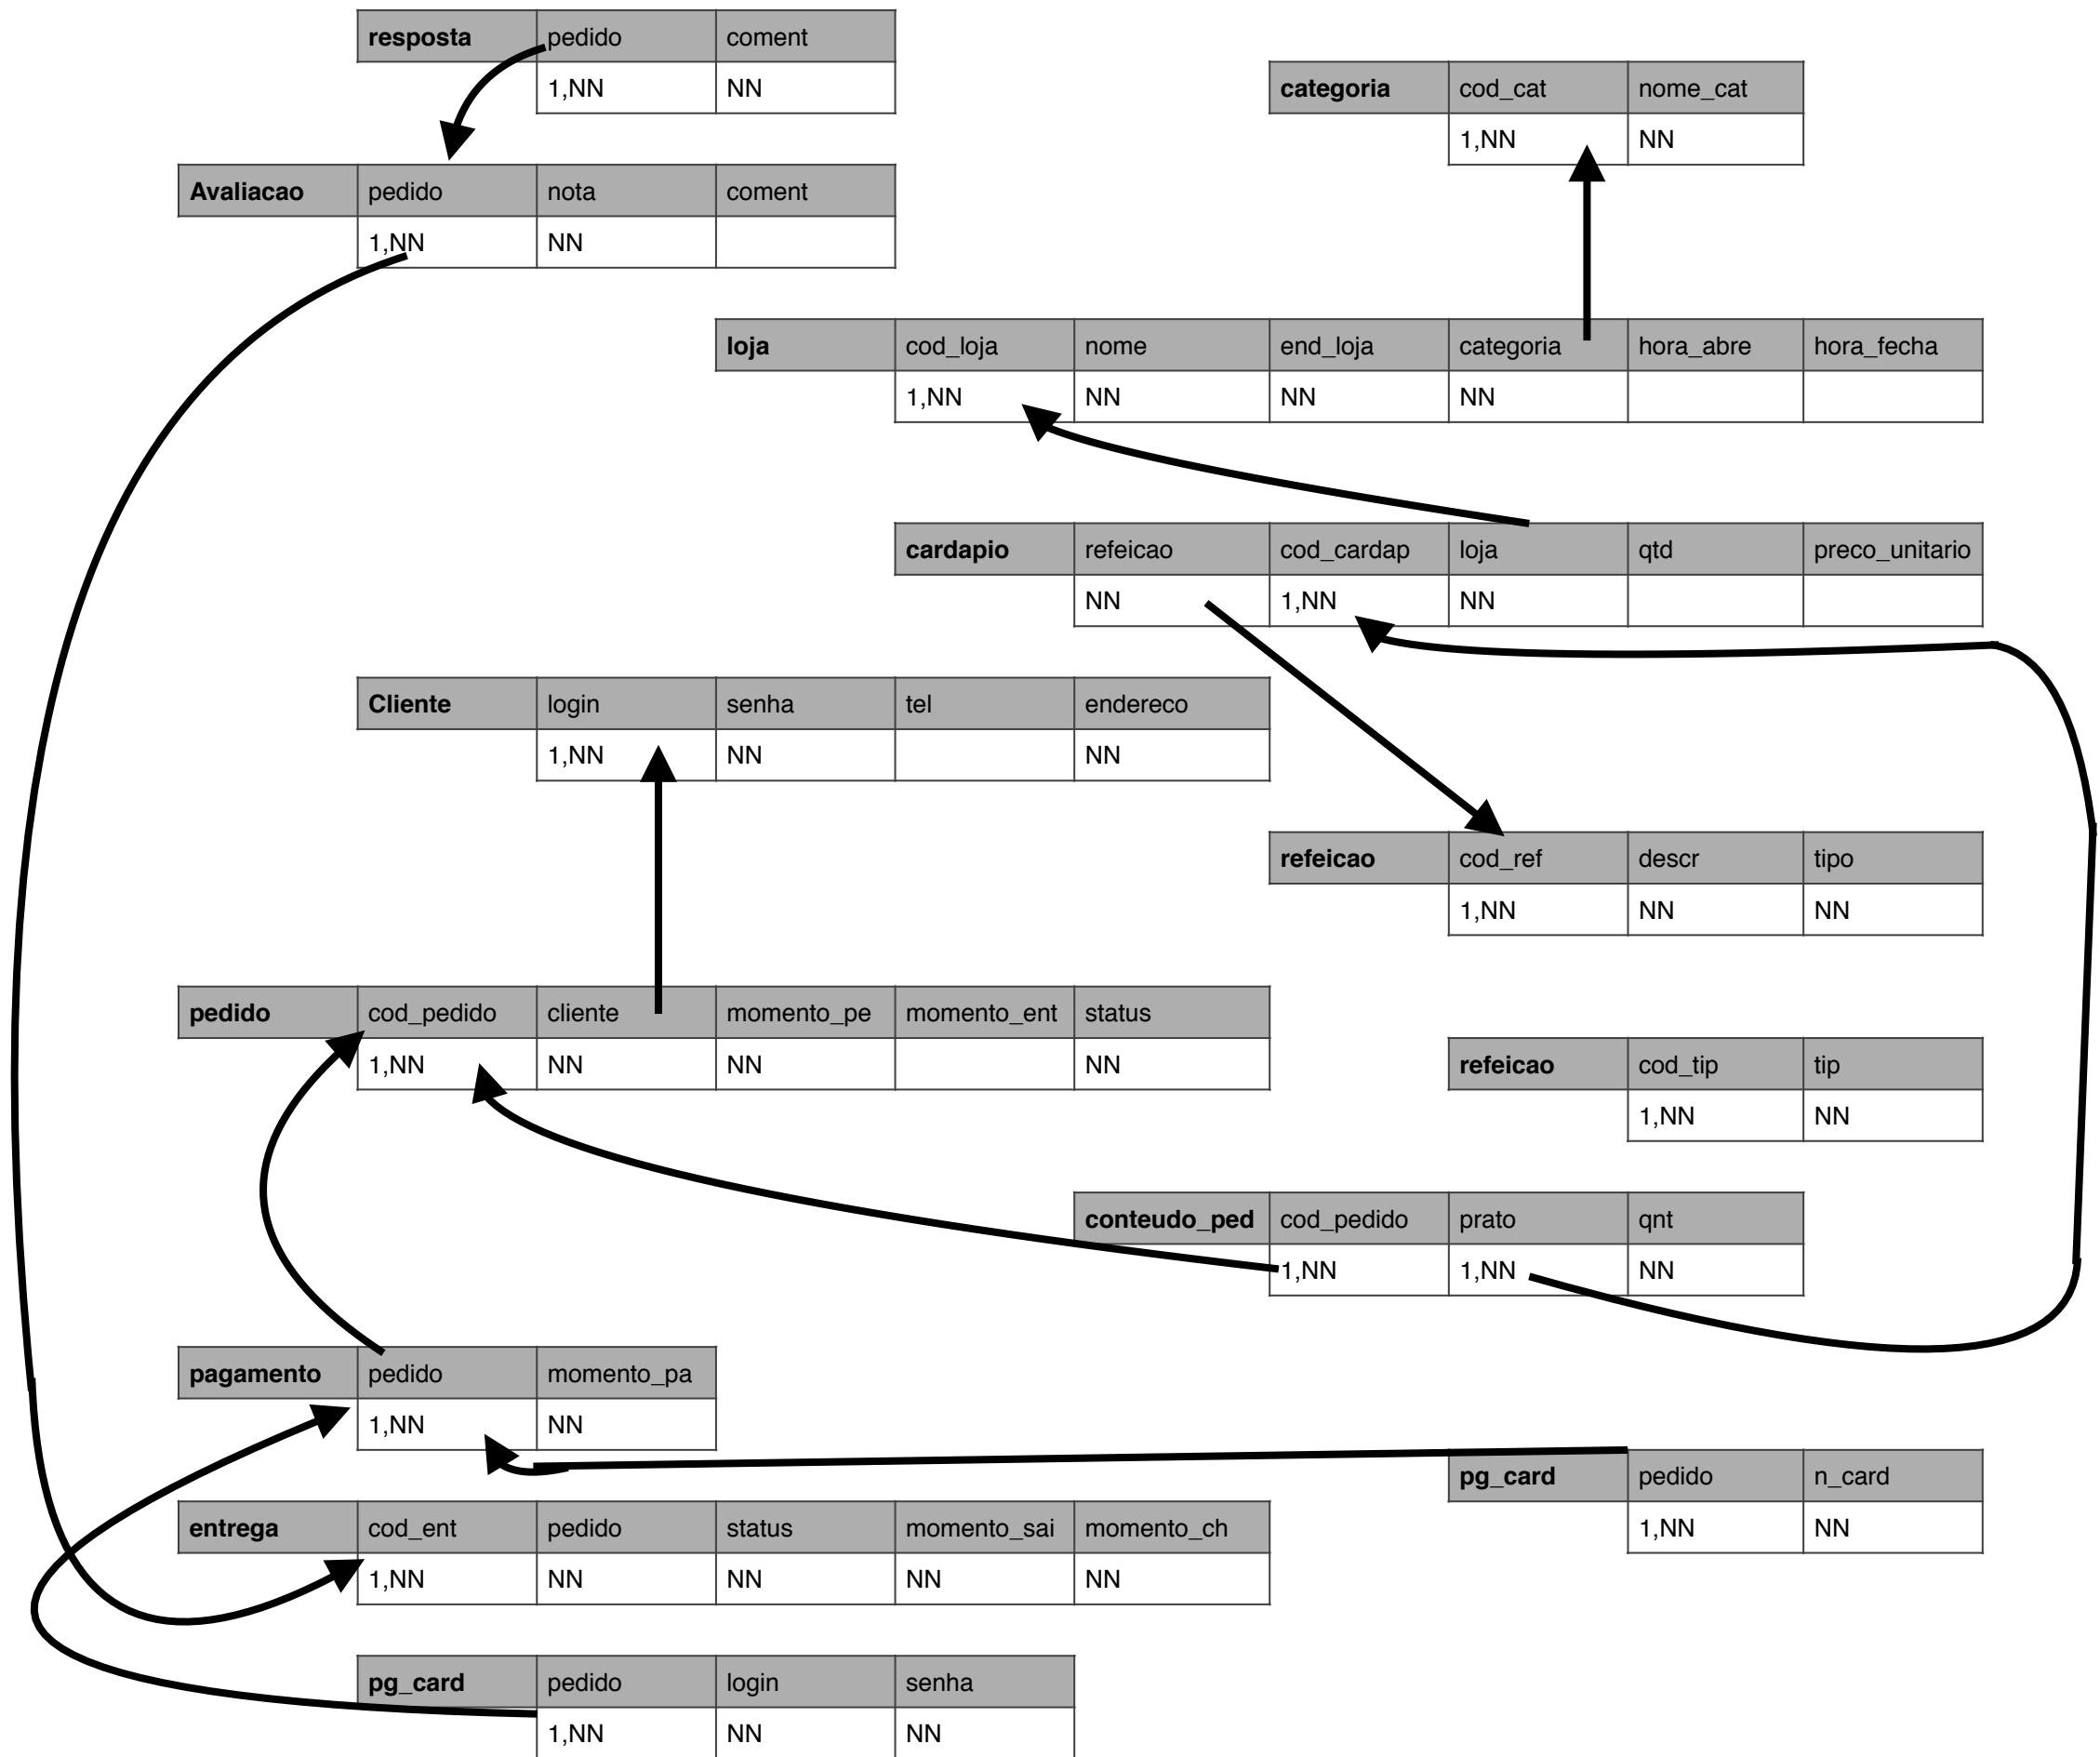 resposta pedido coment
1,NN NN
categoria cod_cat nome_cat
1,NN NN
Avaliacao pedido nota coment
1,NN NN
loja cod_loja nome end_loja categoria hora_abre hora_fecha
1,NN NN NN NN
cardapio refeicao cod_cardap loja qtd preco_unitario
NN 1,NN NN
Cliente login senha tel endereco
1,NN NN NN
refeicao cod_ref descr tipo
1,NN NN NN
pedido cod_pedido cliente momento_pe momento_ent status
1,NN NN NN NN
refeicao cod_tip tip
1,NN NN
conteudo_ped cod_pedido prato qnt
1,NN 1,NN NN
pagamento pedido momento_pa
1,NN NN
pg_card pedido n_card
1,NN NN
entrega cod_ent pedido status momento_sai momento_ch
1,NN NN NN NN NN
pg_card pedido login senha
1,NN NN NN